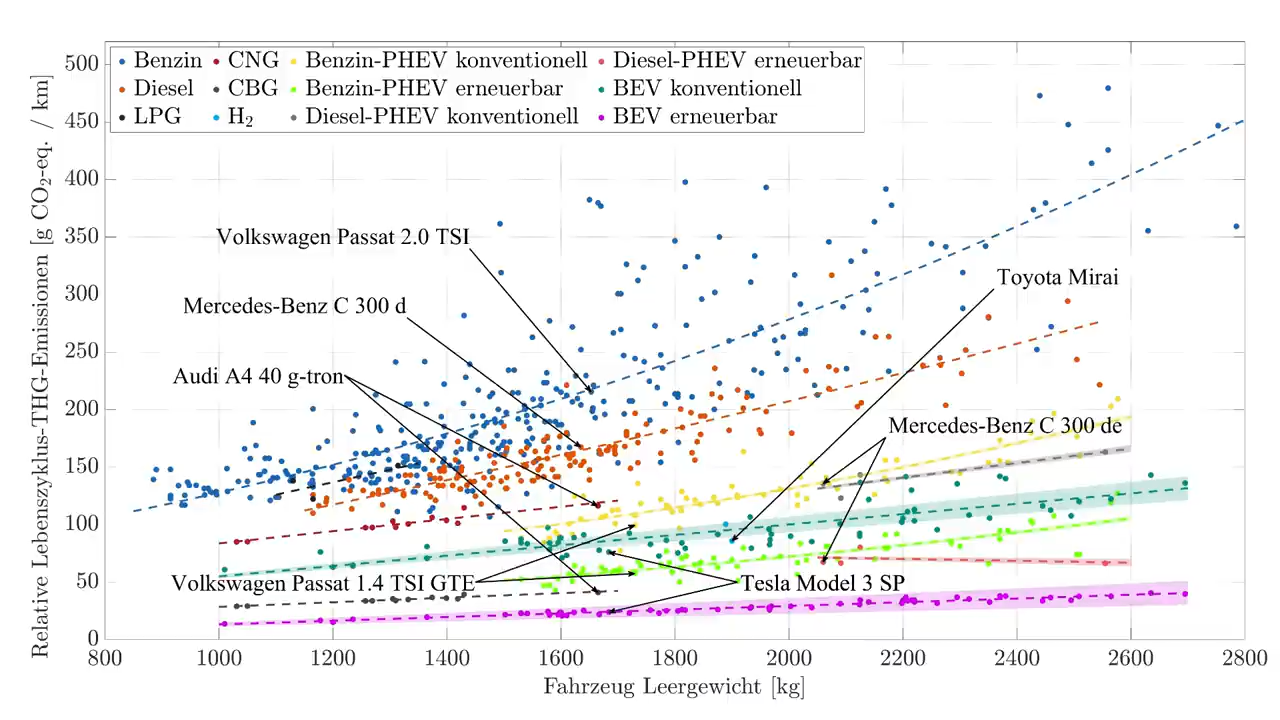 Relative Lebenszyklus-THG-Emissionen [g CO₂-eq. / km]
500
450
400
350
300
250
200
150
100
50
0
Benzin
Diesel
LPG
CNG
CBG
H₂
Benzin-PHEV konventionell
Benzin-PHEV erneuerbar
Diesel-PHEV konventionell
Diesel-PHEV erneuerbar
BEV konventionell
BEV erneuerbar
Volkswagen Passat 2.0 TSI
Toyota Mirai
Mercedes-Benz C 300 d
Audi A4 40 g-tron
Mercedes-Benz C 300 de
Volkswagen Passat 1.4 TSI GTE
Tesla Model 3 SP
800 1000 1200 1400 1600 1800 2000 2200 2400 2600 2800
Fahrzeug Leergewicht [kg]